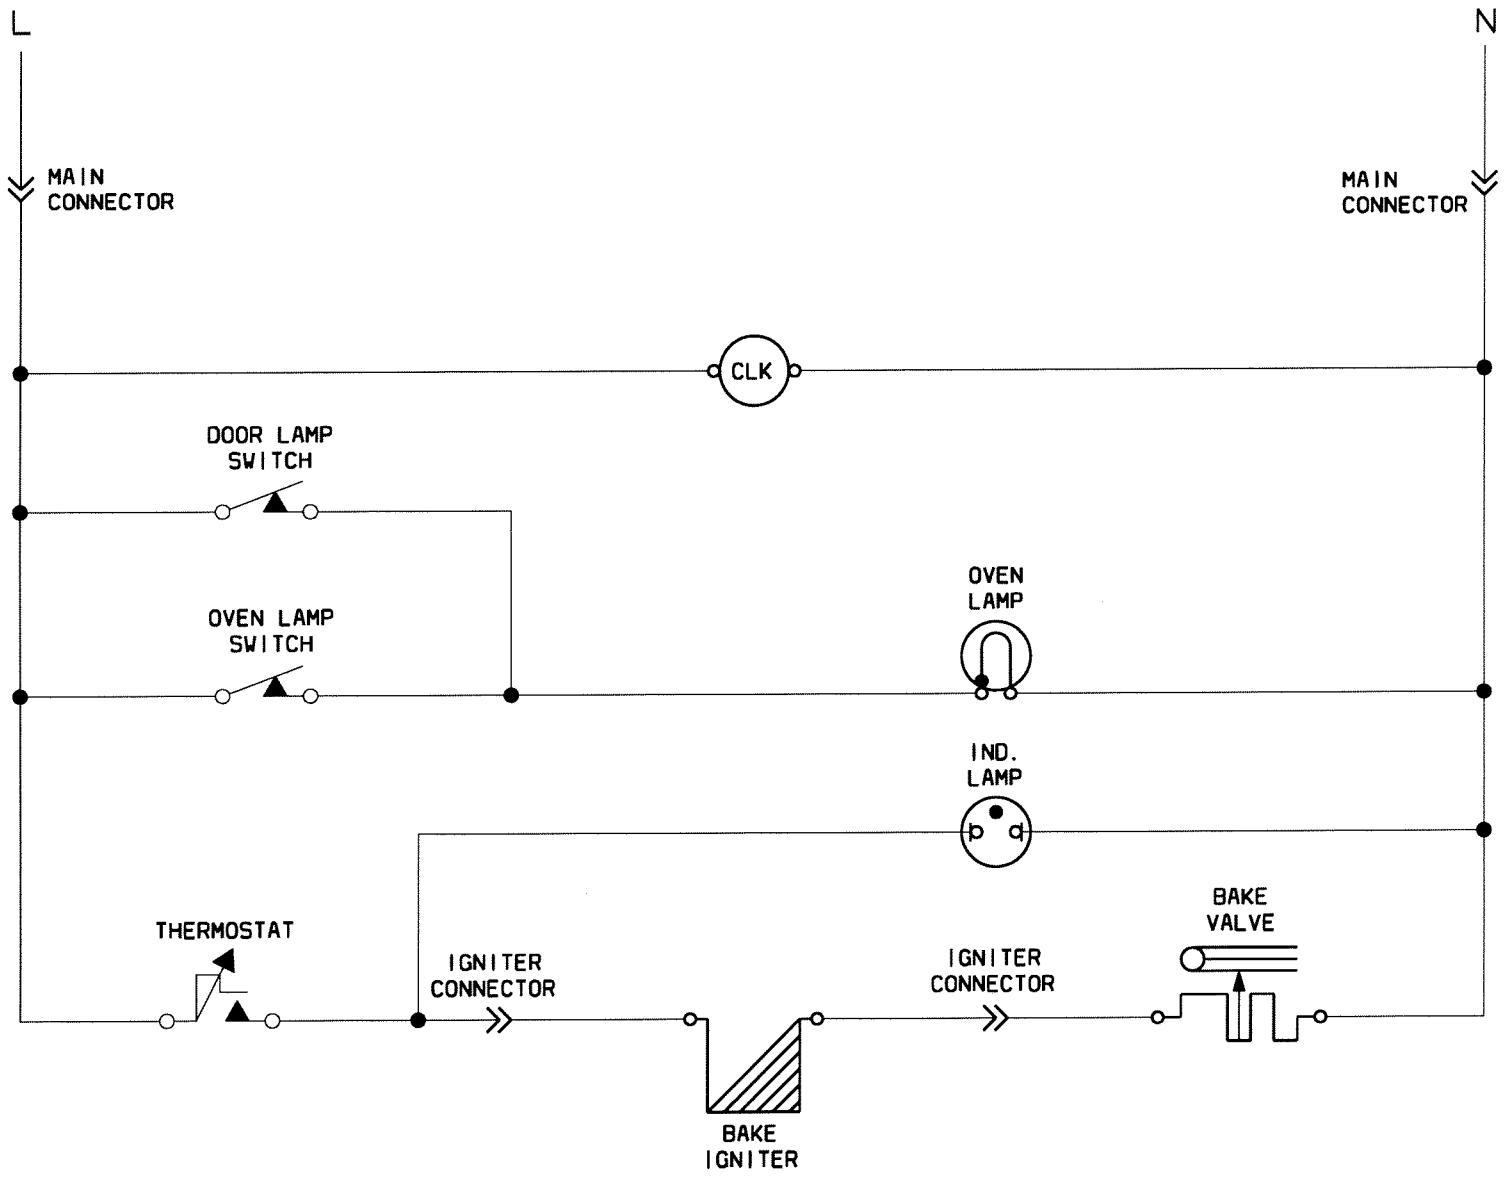 L
N
MAIN
CONNECTOR
MAIN
CONNECTOR
CLK
DOOR LAMP
SWITCH
OVEN LAMP
SWITCH
OVEN
LAMP
IND.
LAMP
THERMOSTAT
IGNITER
CONNECTOR
IGNITER
CONNECTOR
BAKE
VALVE
BAKE
IGNITER